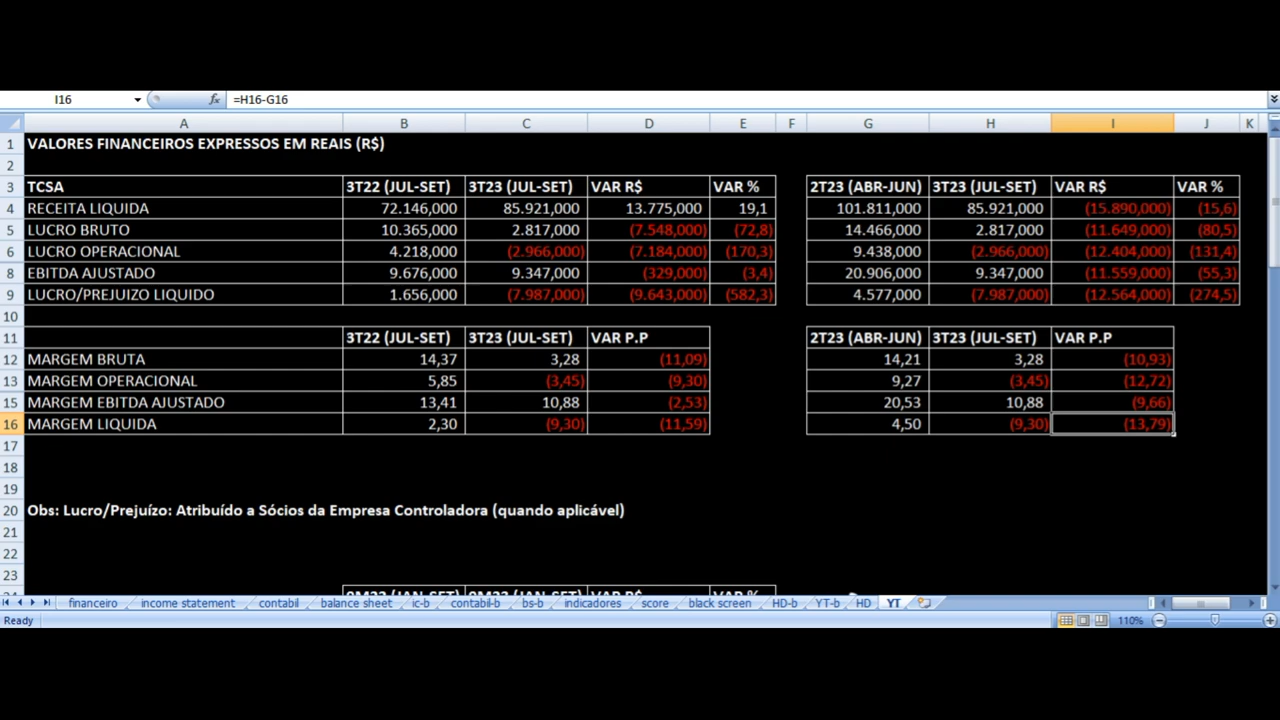 I16 fx =H16-G16
A B C D E F G H I J K
1 VALORES FINANCEIROS EXPRESSOS EM REAIS (R$)
2
3 TCSA 3T22 (JUL-SET) 3T23 (JUL-SET) VAR R$ VAR % 2T23 (ABR-JUN) 3T23 (JUL-SET) VAR R$ VAR %
4 RECEITA LIQUIDA 72.146,000 85.921,000 13.775,000 19,1 101.811,000 85.921,000 (15.890,000) (15,6)
5 LUCRO BRUTO 10.365,000 2.817,000 (7.548,000) (72,8) 14.466,000 2.817,000 (11.649,000) (80,5)
6 LUCRO OPERACIONAL 4.218,000 (2.966,000) (7.184,000) (170,3) 9.438,000 (2.966,000) (12.404,000) (131,4)
8 EBITDA AJUSTADO 9.676,000 9.347,000 (329,000) (3,4) 20.906,000 9.347,000 (11.559,000) (55,3)
9 LUCRO/PREJUIZO LIQUIDO 1.656,000 (7.987,000) (9.643,000) (582,3) 4.577,000 (7.987,000) (12.564,000) (274,5)
10
11 3T22 (JUL-SET) 3T23 (JUL-SET) VAR P.P 2T23 (ABR-JUN) 3T23 (JUL-SET) VAR P.P
12 MARGEM BRUTA 14,37 3,28 (11,09) 14,21 3,28 (10,93)
13 MARGEM OPERACIONAL 5,85 (3,45) (9,30) 9,27 (3,45) (12,72)
15 MARGEM EBITDA AJUSTADO 13,41 10,88 (2,53) 20,53 10,88 (9,66)
16 MARGEM LIQUIDA 2,30 (9,30) (11,59) 4,50 (9,30) (13,79)
17
18
19
20 Obs: Lucro/Prejuízo: Atribuído a Sócios da Empresa Controladora (quando aplicável)
21
22
23
financeiro income statement contabil balance sheet ic-b contabil-b bs-b indicadores score black screen HD-b YT-b HD YT
Ready 110%